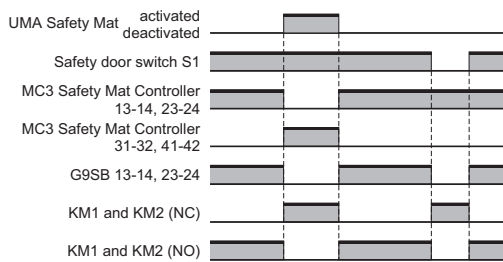 UMA Safety Mat activated
deactivated
Safety door switch S1
MC3 Safety Mat Controller
13-14, 23-24
MC3 Safety Mat Controller
31-32, 41-42
G9SB 13-14, 23-24
KM1 and KM2 (NC)
KM1 and KM2 (NO)